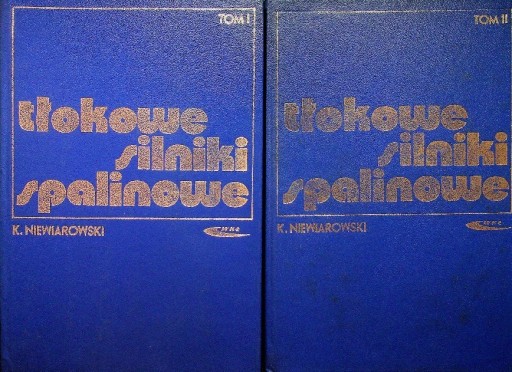 TOM I
tłokowe
silniki
spalinowe
K. NIEWIAROWSKI
TOM II
tłokowe
silniki
spalinowe
K. NIEWIAROWSKI